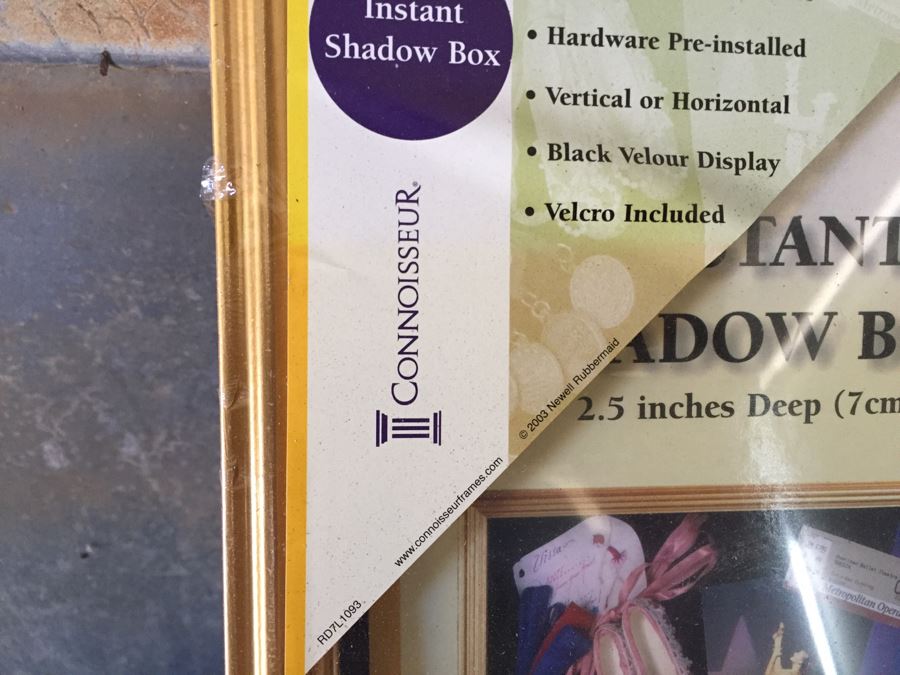 Instant
Shadow Box
• Hardware Pre-installed
• Vertical or Horizontal
• Black Velour Display
• Velcro Included
CONNOISSEUR®
© 2003 Newell Rubbermaid
www.connoisseurframes.com
RD7L1093
STANT
ADOW B
2.5 inches Deep (7cm
Metropolitan Opera